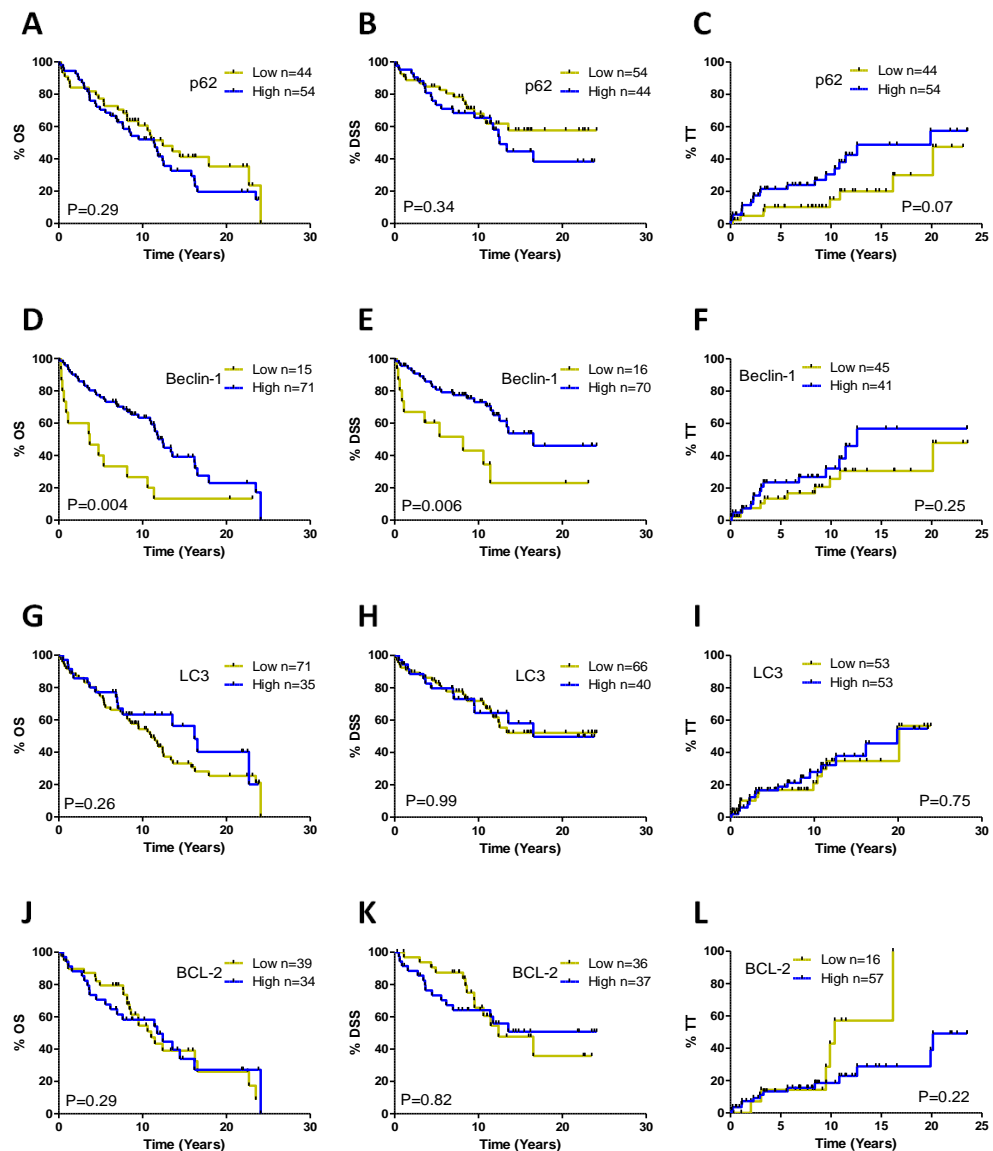 A
B
C
100
80
60
40
20
0
% OS
p62
Low n=44
High n=54
P=0.29
0 10 20 30
Time (Years)
100
80
60
40
20
0
% DSS
p62
Low n=54
High n=44
P=0.34
0 10 20 30
Time (Years)
100
80
60
40
20
0
% TT
p62
Low n=44
High n=54
P=0.07
0 5 10 15 20 25
Time (Years)
D
E
F
100
80
60
40
20
0
% OS
Beclin-1
Low n=15
High n=71
P=0.004
0 10 20 30
Time (Years)
100
80
60
40
20
0
% DSS
Beclin-1
Low n=16
High n=70
P=0.006
0 10 20 30
Time (Years)
100
80
60
40
20
0
% TT
Beclin-1
Low n=45
High n=41
P=0.25
0 5 10 15 20 25
Time (Years)
G
H
I
100
80
60
40
20
0
% OS
LC3
Low n=71
High n=35
P=0.26
0 10 20 30
Time (Years)
100
80
60
40
20
0
% DSS
LC3
Low n=66
High n=40
P=0.99
0 10 20 30
Time (Years)
100
80
60
40
20
0
% TT
LC3
Low n=53
High n=53
P=0.75
0 10 20 30
Time (Years)
J
K
L
100
80
60
40
20
0
% OS
BCL-2
Low n=39
High n=34
P=0.29
0 10 20 30
Time (Years)
100
80
60
40
20
0
% DSS
BCL-2
Low n=36
High n=37
P=0.82
0 10 20 30
Time (Years)
100
80
60
40
20
0
% TT
BCL-2
Low n=16
High n=57
P=0.22
0 5 10 15 20 25
Time (Years)